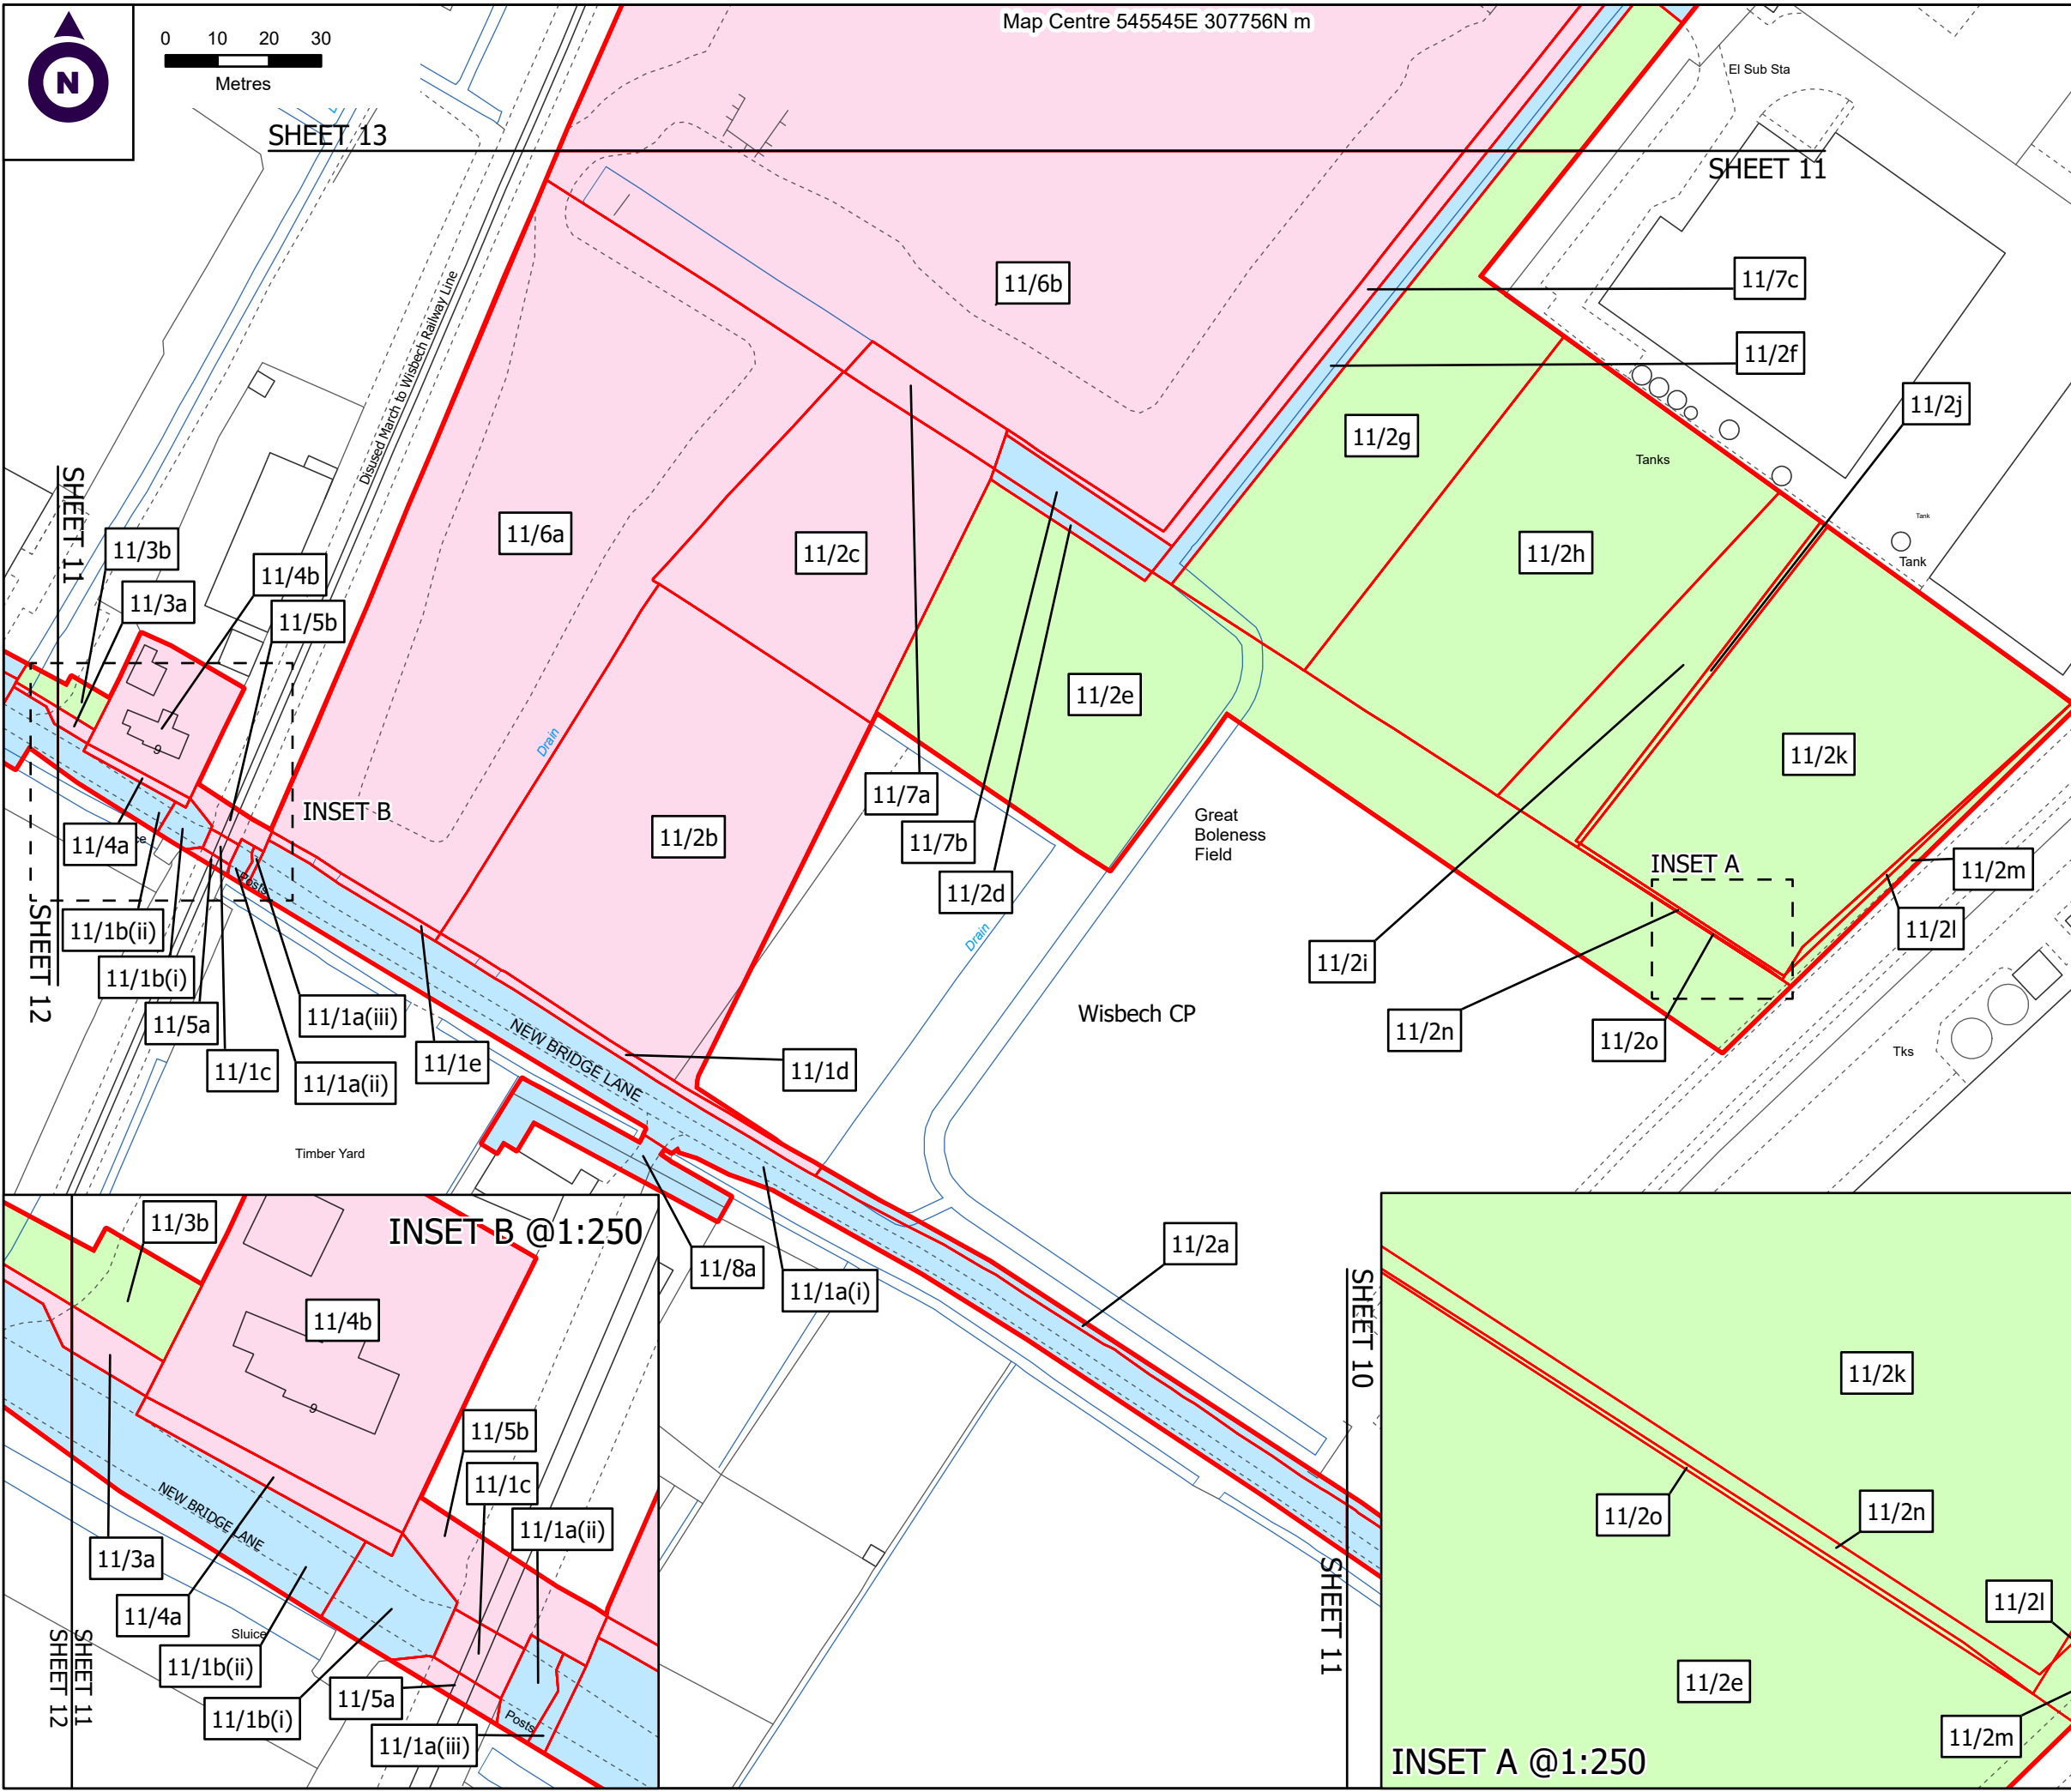 Map Centre 545545E 307756N m
N
0 10 20 30
Metres
SHEET 13
SHEET 11
El Sub Sta
11/6b
11/7c
11/2f
11/2j
11/2g
Tanks
Tank
Tank
Disused March to Wisbech Railway Line
SHEET 11
SHEET 12
11/3b
11/3a
11/4b
11/5b
11/6a
11/2c
11/2h
11/2e
11/2k
9
INSET B
Drain
11/2b
11/7a
11/7b
11/2d
Great
Boleness
Field
INSET A
11/2m
11/2l
11/4a
11/1b(ii)
11/1b(i)
11/5a
11/1c
Posts
11/1a(iii)
11/1a(ii)
11/1e
NEW BRIDGE LANE
11/1d
Drain
Wisbech CP
11/2i
11/2n
11/2o
Tks
Timber Yard
11/8a
11/1a(i)
11/2a
SHEET 10
SHEET 11
INSET B @1:250
11/3b
11/4b
9
11/5b
11/1c
11/1a(ii)
NEW BRIDGE LANE
11/3a
11/4a
Sluice
11/1b(ii)
11/1b(i)
11/5a
Posts
11/1a(iii)
SHEET 11
SHEET 12
11/2k
11/2o
11/2n
11/2l
11/2e
11/2m
INSET A @1:250